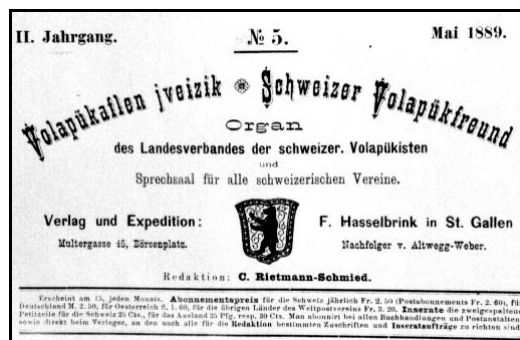 II. Jahrgang. № 5. Mai 1889.
Volapükaflen jveizik ❋ Schweizer Volapükfreund
Organ
des Landesverbandes der schweizer. Volapükisten
und
Sprechsaal für alle schweizerischen Vereine.
Verlag und Expedition: F. Hasselbrink in St. Gallen
Multergasse 45, Börsenplatz. Nachfolger v. Altwegg-Weber.
Redaktion: C. Rietmann-Schmied.
Erscheint am 15. jeden Monats. Abonnementspreis für die Schweiz jährlich Fr. 2. 50 (Postabonnements Fr. 2. 60), für
Deutschland M. 2. 50, für Oesterreich fl. 1. 60, für die übrigen Länder des Weltpostvereins Fr. 3. 20. Inserate die zweigespaltene
Petitzeile für die Schweiz 25 Cts., für das Ausland 25 Pfg. resp. 30 Cts. Man abonnirt bei allen Buchhandlungen und Postanstalten
sowie direkt beim Verleger, an den auch alle für die Redaktion bestimmten Zuschriften und Inserataufträge zu richten sind